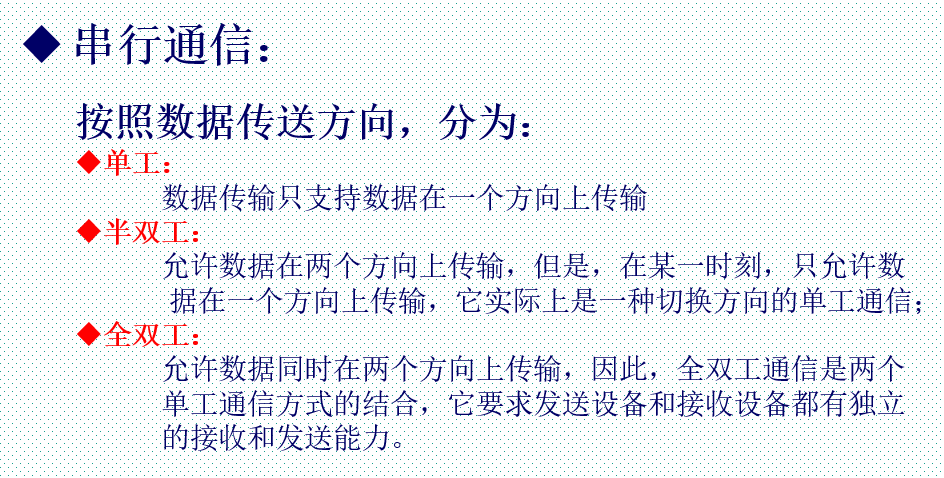 ◆ 串行通信：
按照数据传送方向，分为：
◆单工：
数据传输只支持数据在一个方向上传输
◆半双工：
允许数据在两个方向上传输，但是，在某一时刻，只允许数
据在一个方向上传输，它实际上是一种切换方向的单工通信；
◆全双工：
允许数据同时在两个方向上传输，因此，全双工通信是两个
单工通信方式的结合，它要求发送设备和接收设备都有独立
的接收和发送能力。